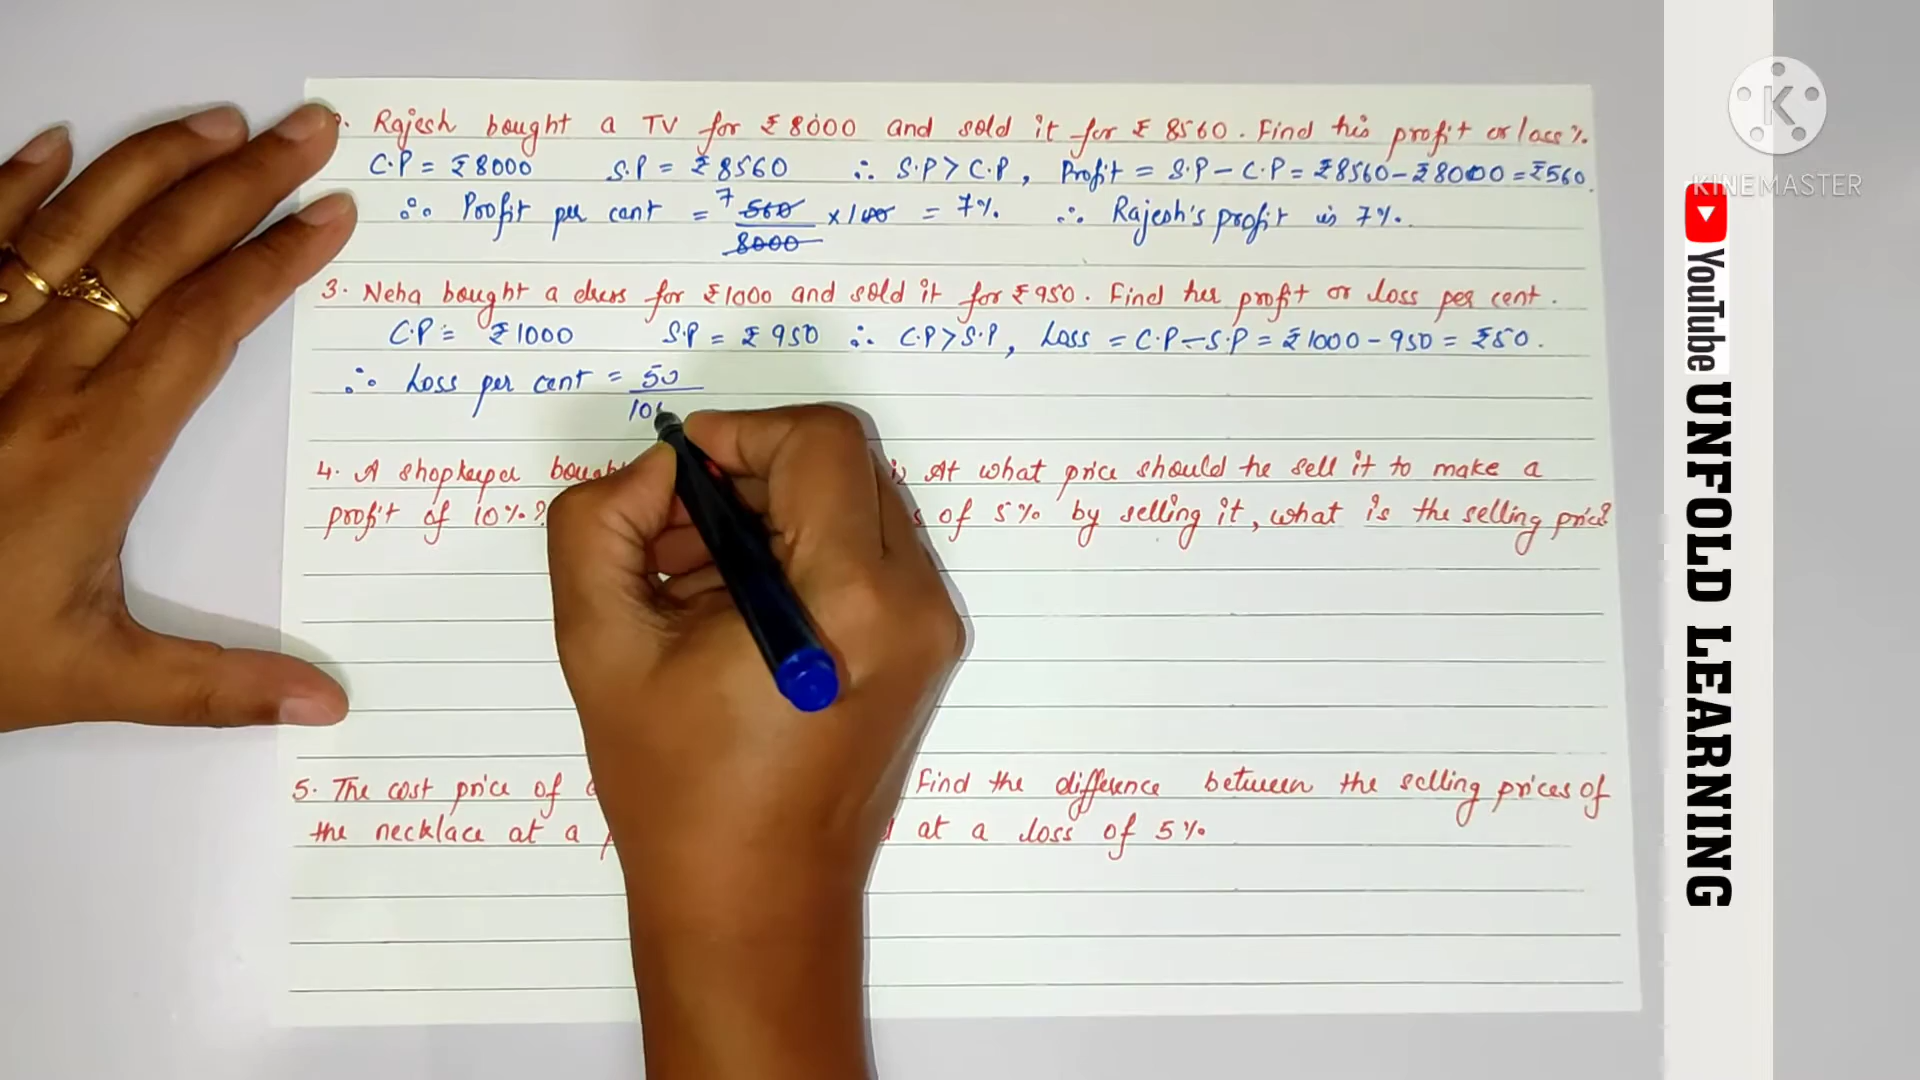 . Rajesh bought a TV for ₹8000 and sold it for ₹ 8560. Find his profit or loss %.
C.P = ₹8000 S.P = ₹8560 ∴ S.P > C.P, Profit = S.P - C.P = ₹8560 - ₹8000 = ₹560.
∴ Profit per cent = 7 560/8000 x100 = 7%. ∴ Rajesh's profit is 7%.
3. Neha bought a dress for ₹1000 and sold it for ₹950. Find her profit or loss per cent.
C.P = ₹1000 S.P = ₹950 ∴ C.P > S.P, Loss = C.P - S.P = ₹1000 - 950 = ₹50.
∴ Loss per cent = 50/10
4. A shopkeeper At what price should he sell it to make a
profit of 10%? of 5% by selling it, what is the selling price?
5. The cost price of Find the difference between the selling prices of
the necklace at a at a loss of 5%
KINEMASTER
YouTube UNFOLD LEARNING